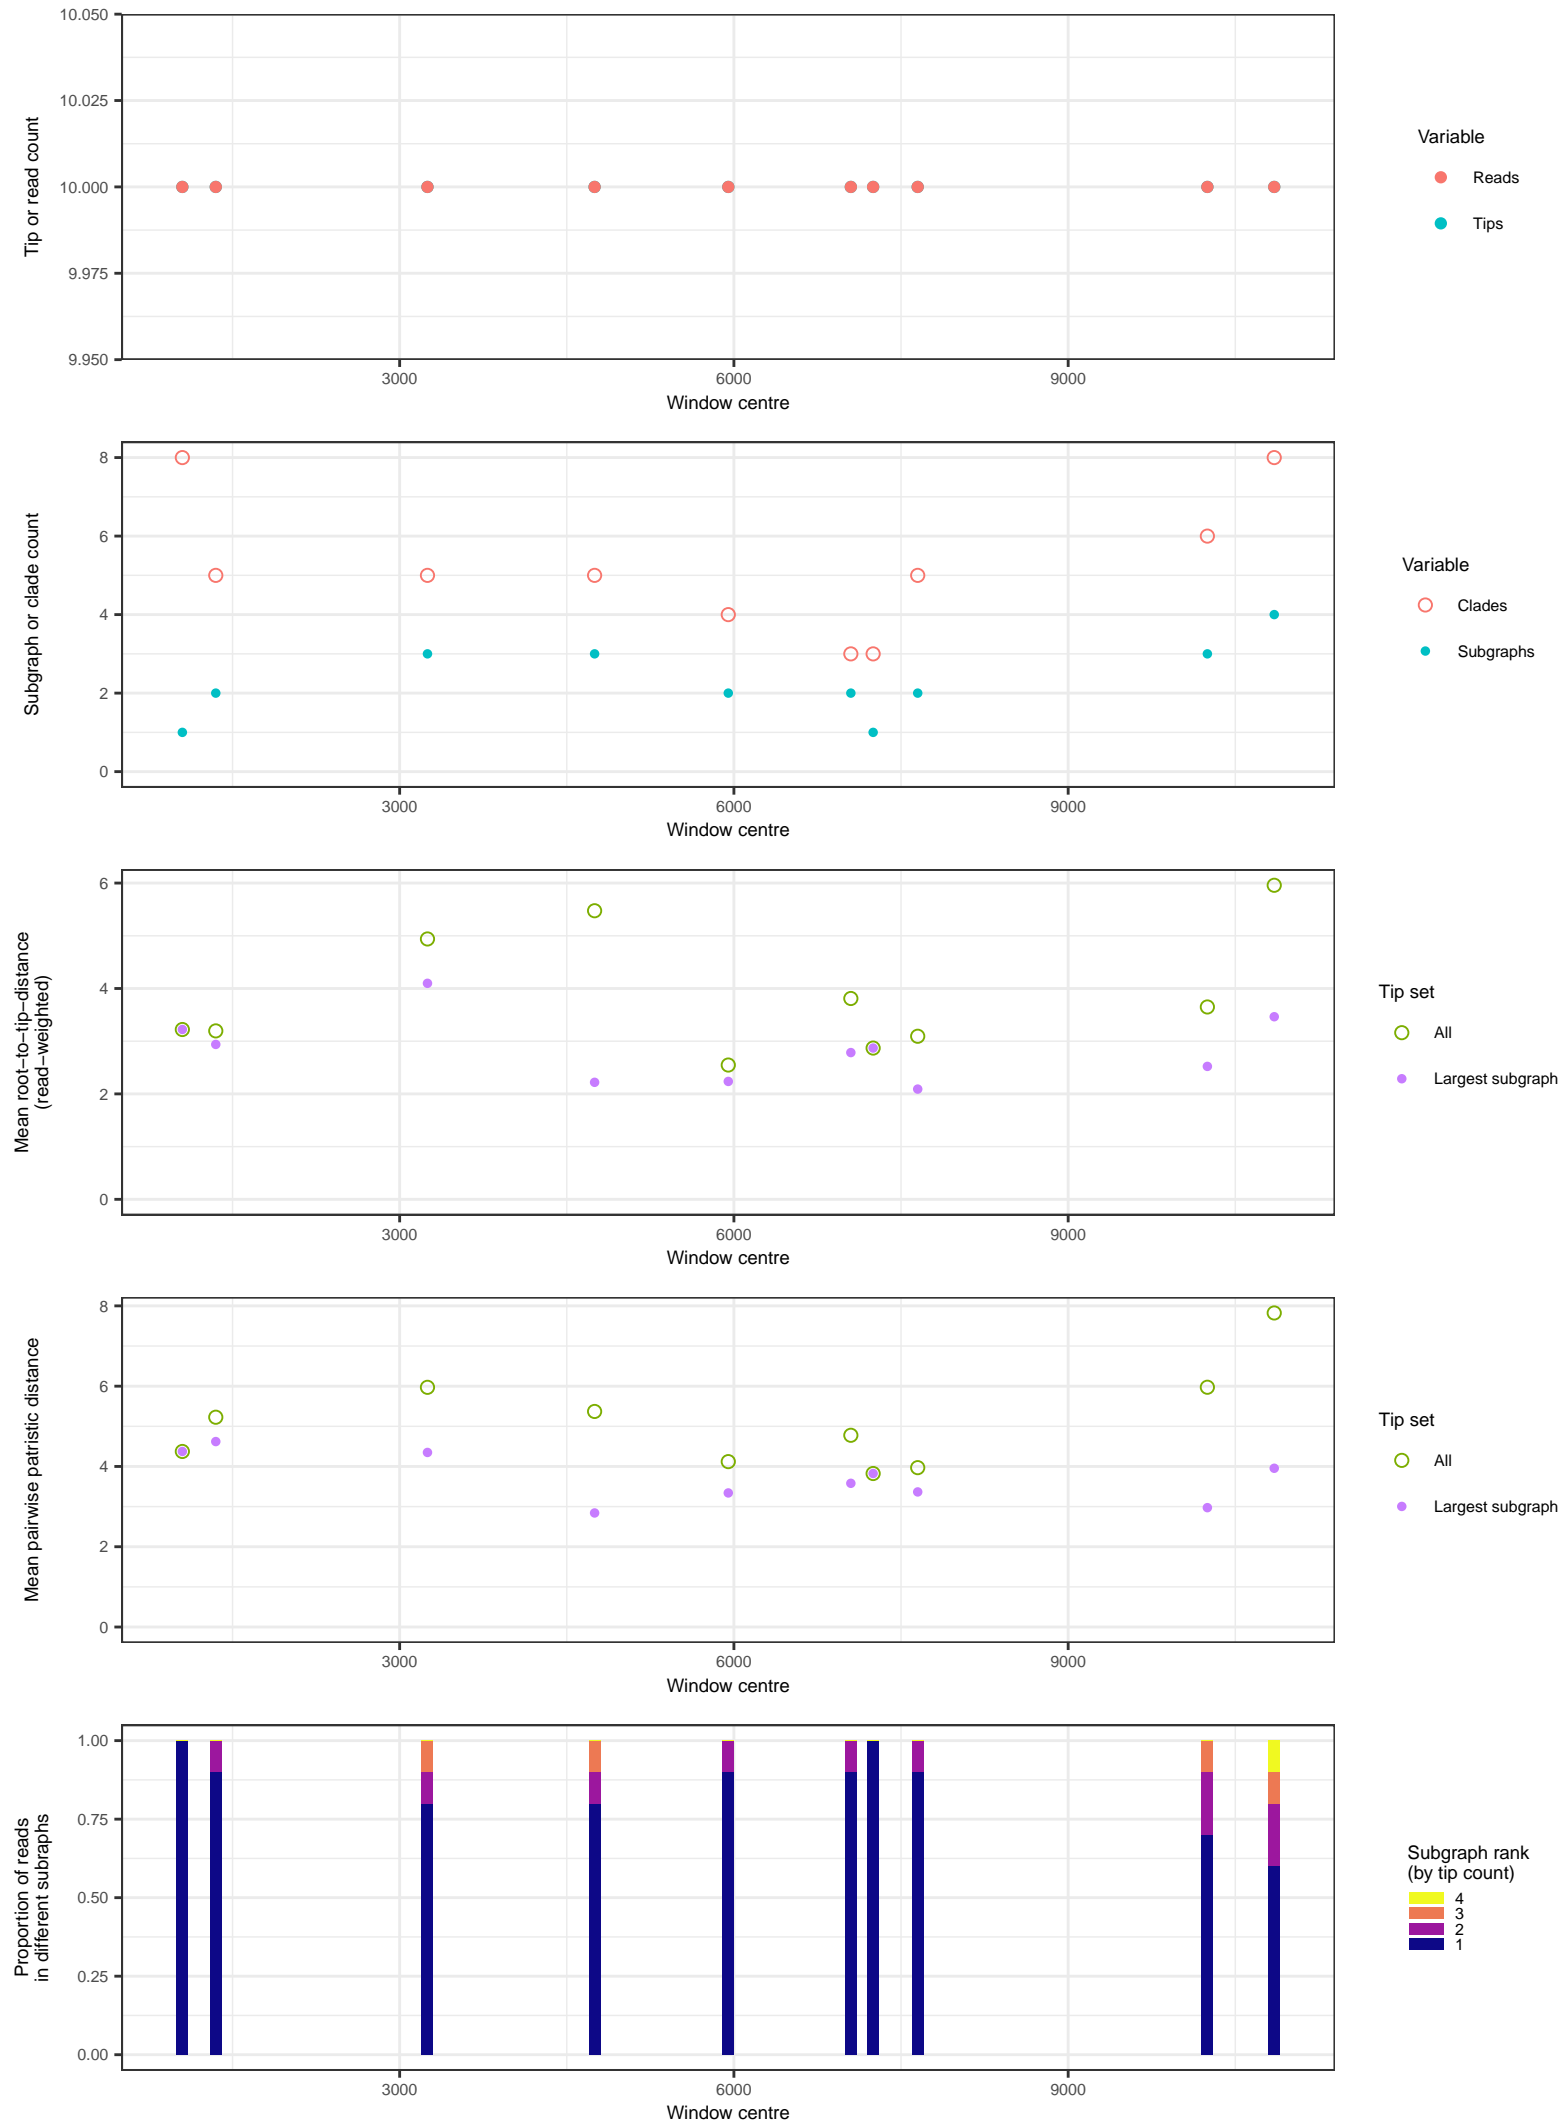 10.050
10.025
10.000
9.975
9.950
Tip or read count
3000 6000 9000
Window centre
Variable
Reads
Tips
8
6
4
2
0
Subgraph or clade count
3000 6000 9000
Window centre
Variable
Clades
Subgraphs
6
4
2
0
Mean root−to−tip−distance
(read−weighted)
3000 6000 9000
Window centre
Tip set
All
Largest subgraph
8
6
4
2
0
Mean pairwise patristic distance
3000 6000 9000
Window centre
Tip set
All
Largest subgraph
1.00
0.75
0.50
0.25
0.00
Proportion of reads
in different subraphs
3000 6000 9000
Window centre
Subgraph rank
(by tip count)
4
3
2
1